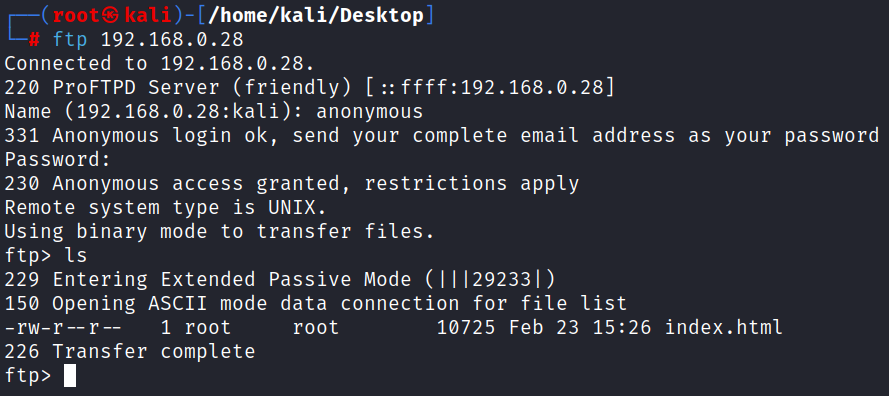 ┌──(root㉿kali)-[/home/kali/Desktop]
└─# ftp 192.168.0.28
Connected to 192.168.0.28.
220 ProFTPD Server (friendly) [::ffff:192.168.0.28]
Name (192.168.0.28:kali): anonymous
331 Anonymous login ok, send your complete email address as your password
Password:
230 Anonymous access granted, restrictions apply
Remote system type is UNIX.
Using binary mode to transfer files.
ftp> ls
229 Entering Extended Passive Mode (|||29233|)
150 Opening ASCII mode data connection for file list
-rw-r--r--   1 root     root        10725 Feb 23 15:26 index.html
226 Transfer complete
ftp>